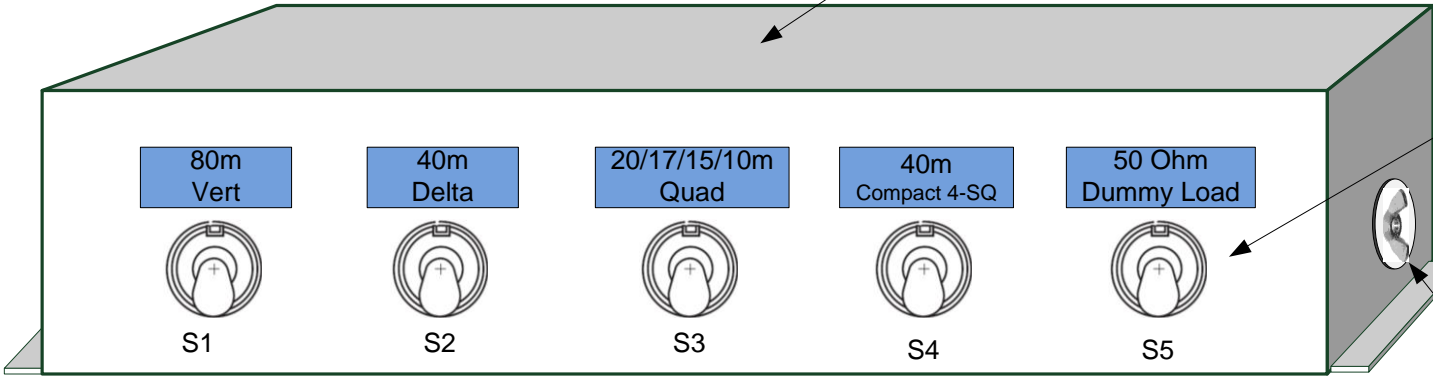 80m
Vert
40m
Delta
20/17/15/10m
Quad
40m
Compact 4-SQ
50 Ohm
Dummy Load
S1
S2
S3
S4
S5